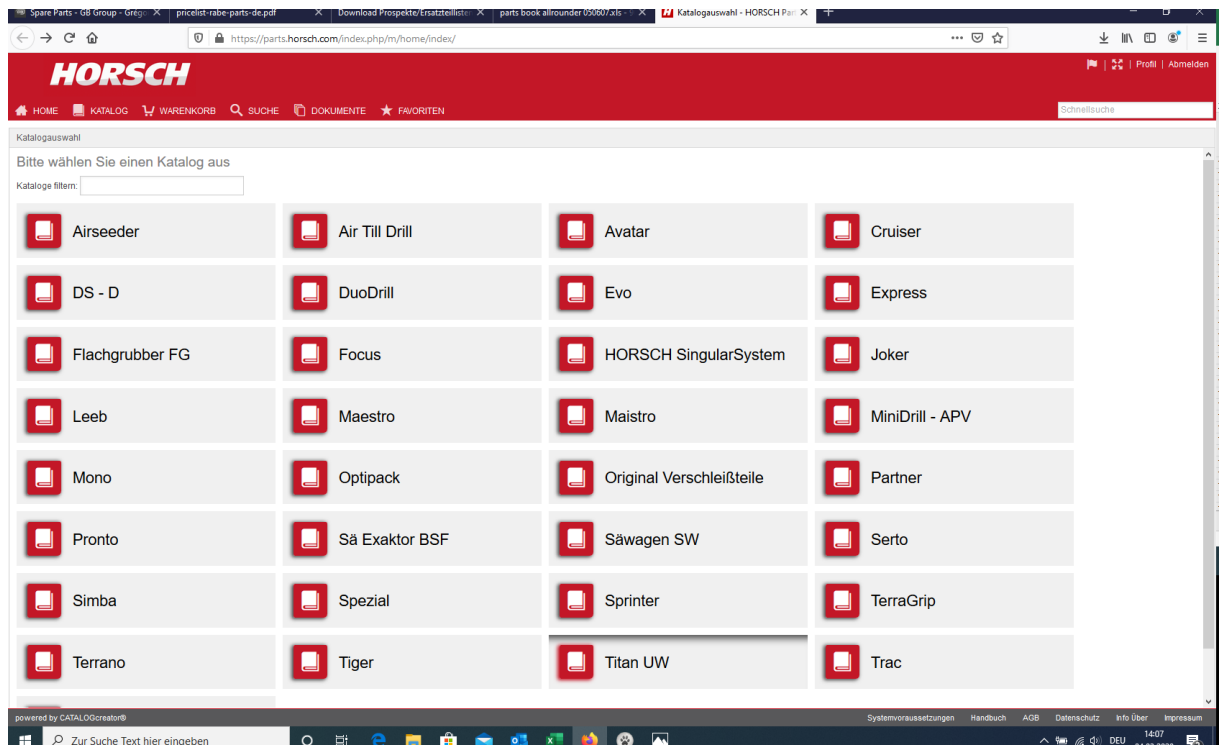 Spare Parts - GB Group - Grégo
pricelist-rabe-parts-de.pdf
Download Prospekte/Ersatzteillisten
parts book allrounder 050607.xls -
Katalogauswahl - HORSCH Par
https://parts.horsch.com/index.php/m/home/index/
HORSCH
Profil | Abmelden
HOME KATALOG WARENKORB SUCHE DOKUMENTE FAVORITEN
Schnellsuche
Katalogauswahl
Bitte wählen Sie einen Katalog aus
Kataloge filtern:
Airseeder
Air Till Drill
Avatar
Cruiser
DS - D
DuoDrill
Evo
Express
Flachgrubber FG
Focus
HORSCH SingularSystem
Joker
Leeb
Maestro
Maistro
MiniDrill - APV
Mono
Optipack
Original Verschleißteile
Partner
Pronto
Sä Exaktor BSF
Säwagen SW
Serto
Simba
Spezial
Sprinter
TerraGrip
Terrano
Tiger
Titan UW
Trac
powered by CATALOGcreator®
Systemvoraussetzungen Handbuch AGB Datenschutz Info Über Impressum
Zur Suche Text hier eingeben
DEU
14:07